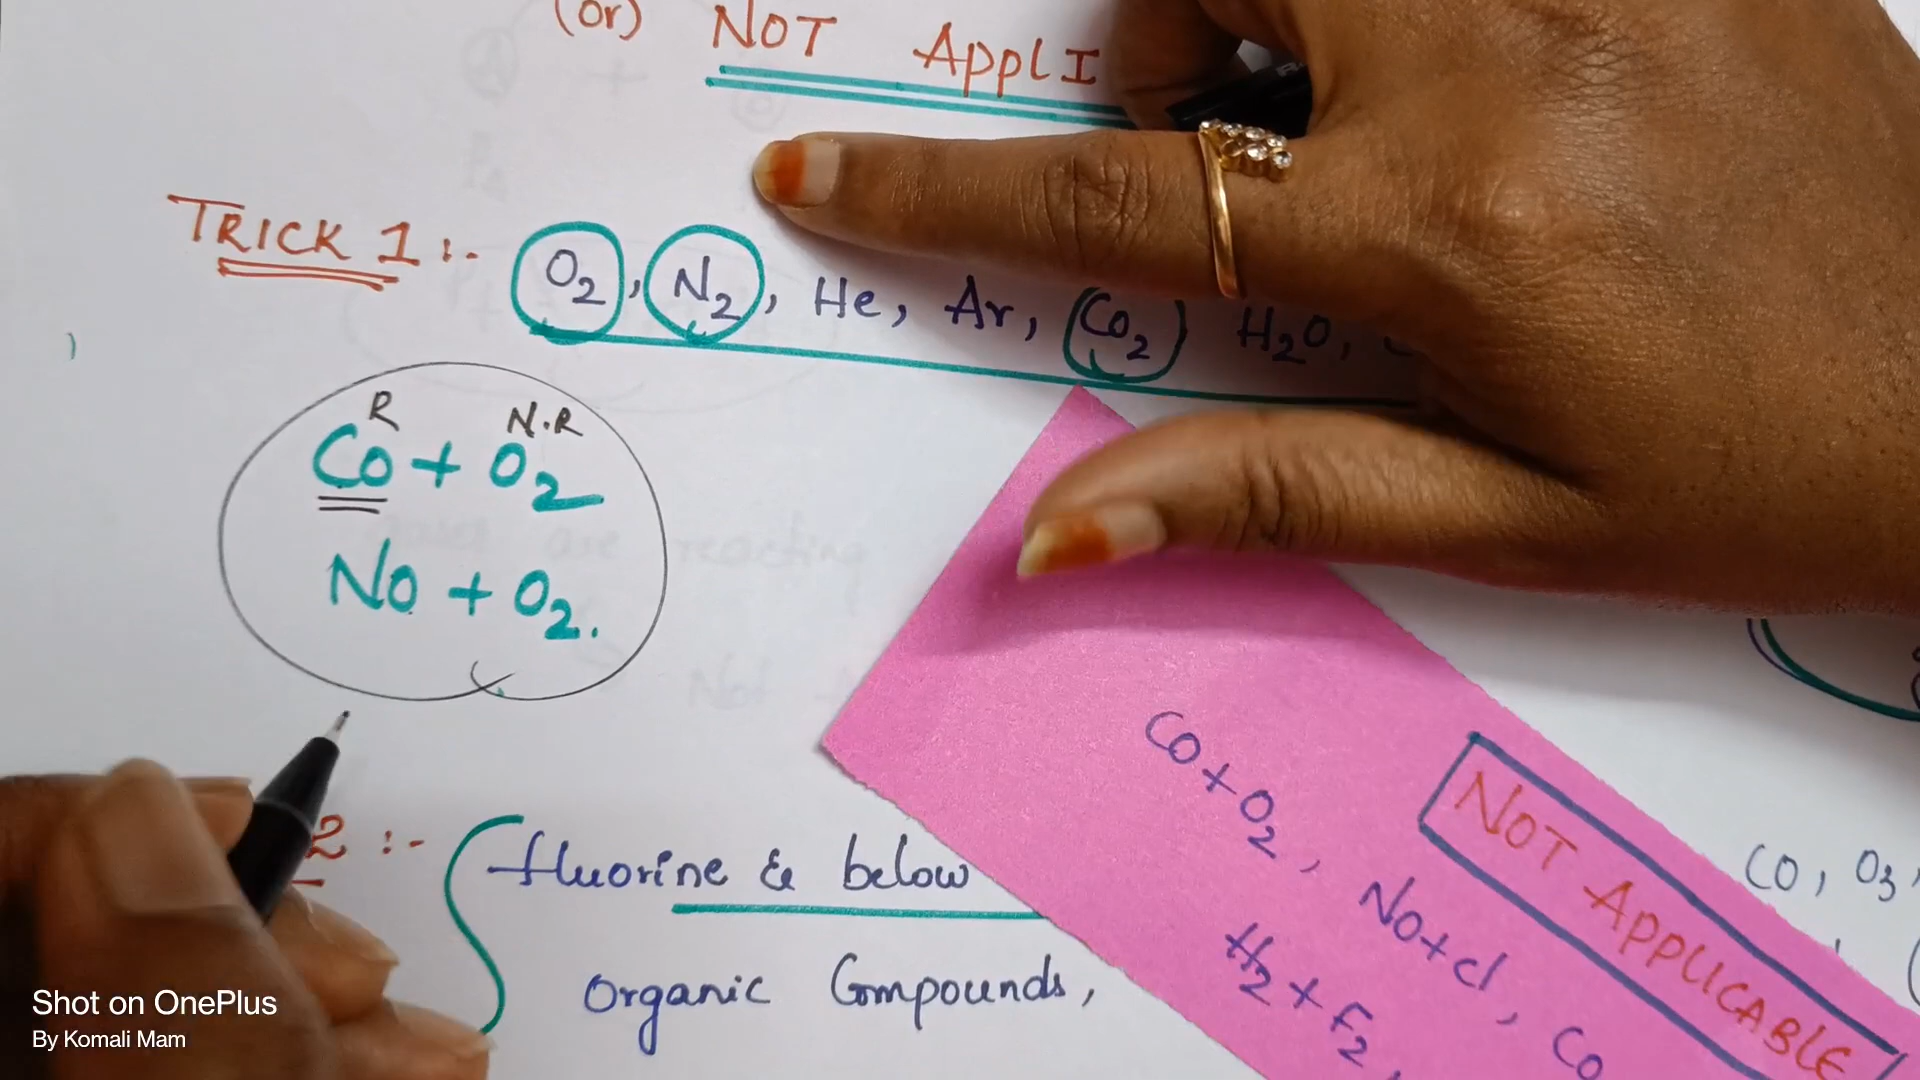 (or) NOT AppLI
TRICK 1 :- O2, N2, He, Ar, Co2 H2O,
R N.R
Co + O2
No + O2.
2 :- fluorine & below
organic Compounds,
CO + O2, No+cl, Co
H2 + F2,
NOT APPLICABLE
CO, O3,
Shot on OnePlus
By Komali Mam